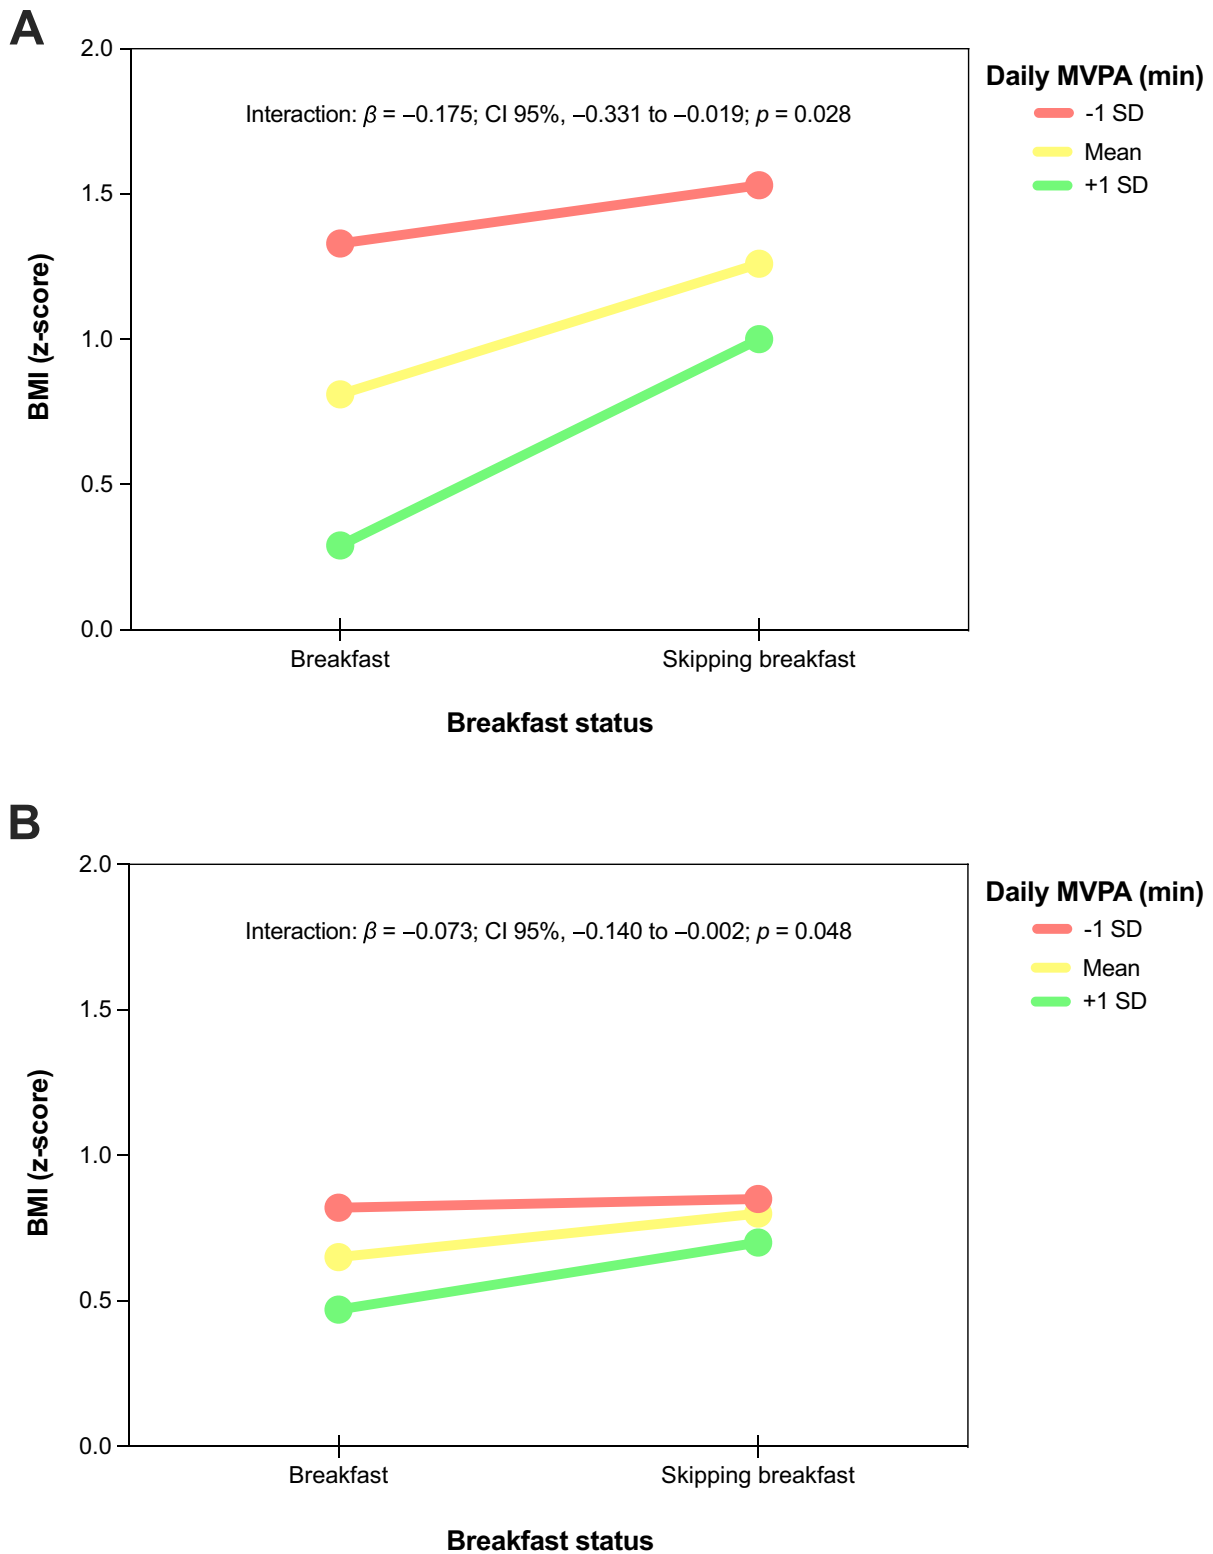 A
2.0
Daily MVPA (min)
-1 SD
Interaction: β = –0.175; CI 95%, –0.331 to –0.019; p = 0.028
Mean
+1 SD
1.5
BMI (z-score)
1.0
0.5
0.0
Breakfast
Skipping breakfast
Breakfast status
B
2.0
Daily MVPA (min)
-1 SD
Interaction: β = –0.073; CI 95%, –0.140 to –0.002; p = 0.048
Mean
+1 SD
1.5
BMI (z-score)
1.0
0.5
0.0
Breakfast
Skipping breakfast
Breakfast status